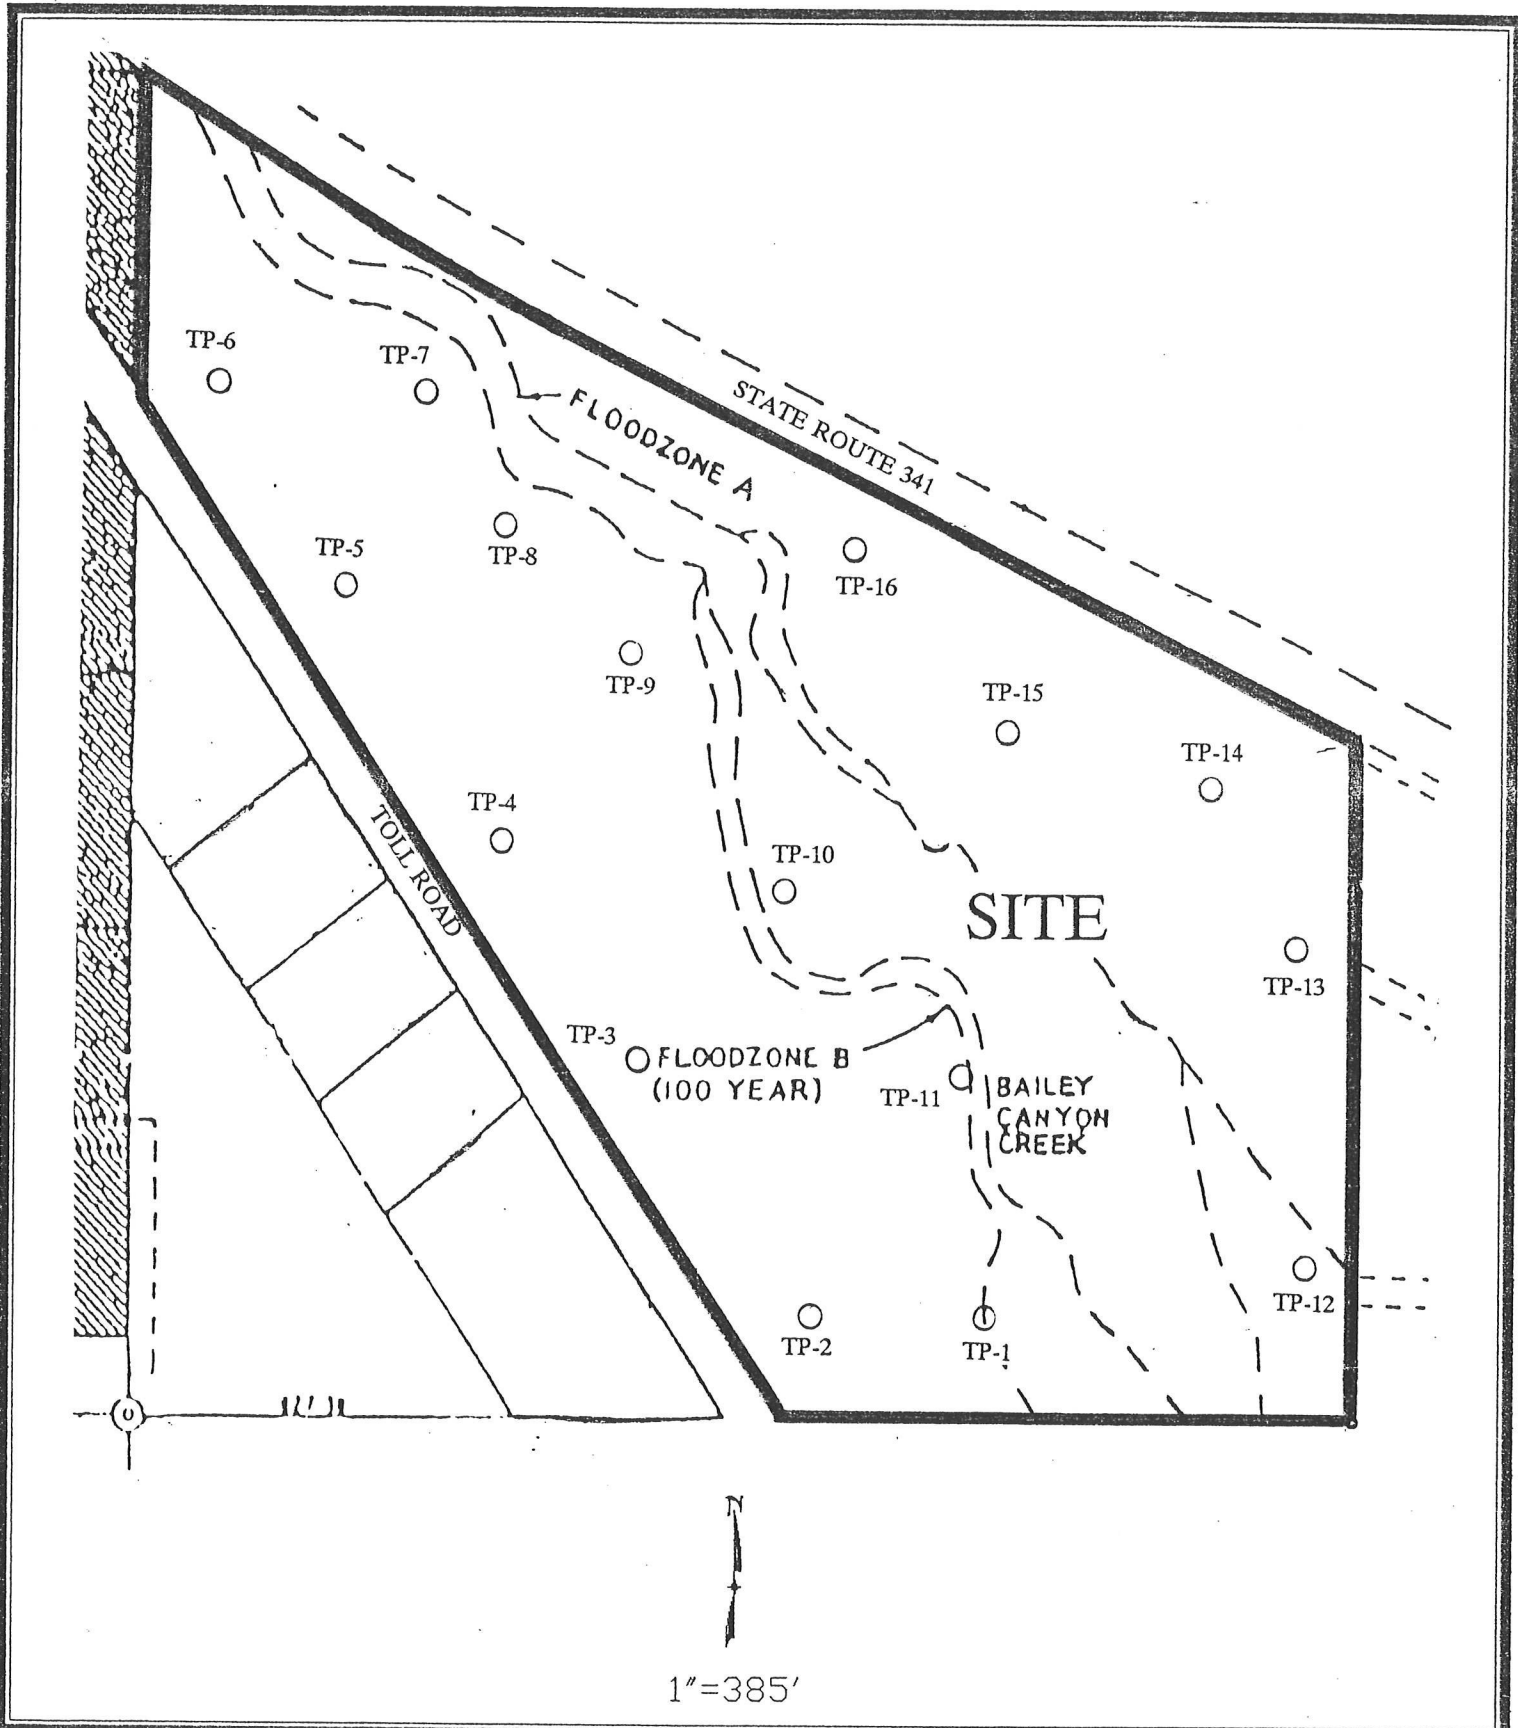 TP-6
TP-7
FLOODZONE A
STATE ROUTE 341
TP-5
TP-8
TP-16
TP-9
TP-15
TP-14
TP-4
TOLL ROAD
TP-10
SITE
TP-13
TP-3
FLOODZONE B
(100 YEAR)
TP-11
BAILEY
CANYON
CREEK
TP-12
TP-2
TP-1
N
1"=385'